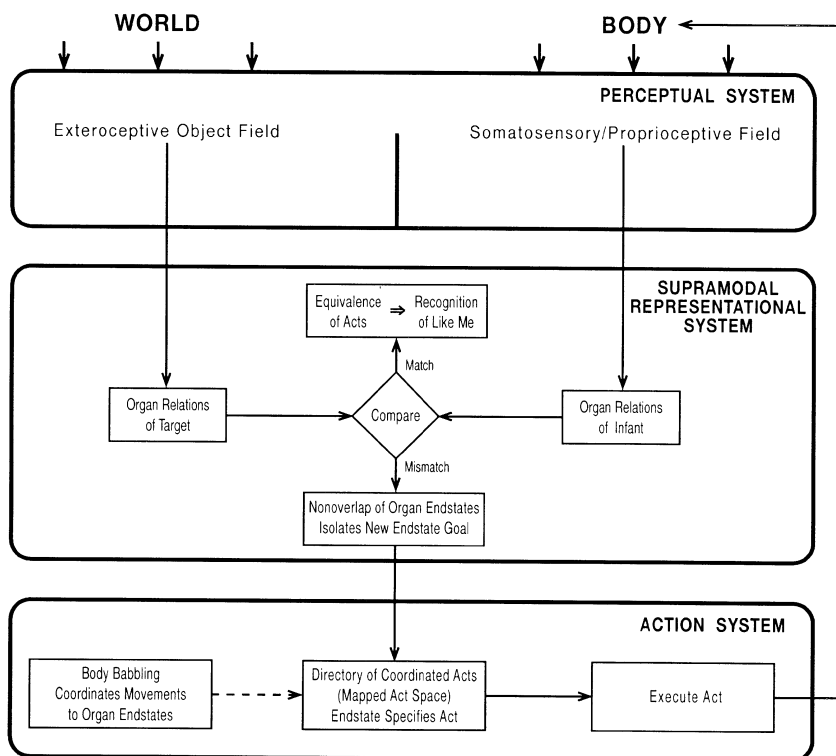 WORLD
BODY
PERCEPTUAL SYSTEM
Exteroceptive Object Field
Somatosensory/Proprioceptive Field
SUPRAMODAL
REPRESENTATIONAL
SYSTEM
Equivalence
of Acts
⇒
Recognition
of Like Me
Match
Organ Relations
of Target
Compare
Organ Relations
of Infant
Mismatch
Nonoverlap of Organ Endstates
Isolates New Endstate Goal
ACTION SYSTEM
Body Babbling
Coordinates Movements
to Organ Endstates
Directory of Coordinated Acts
(Mapped Act Space)
Endstate Specifies Act
Execute Act